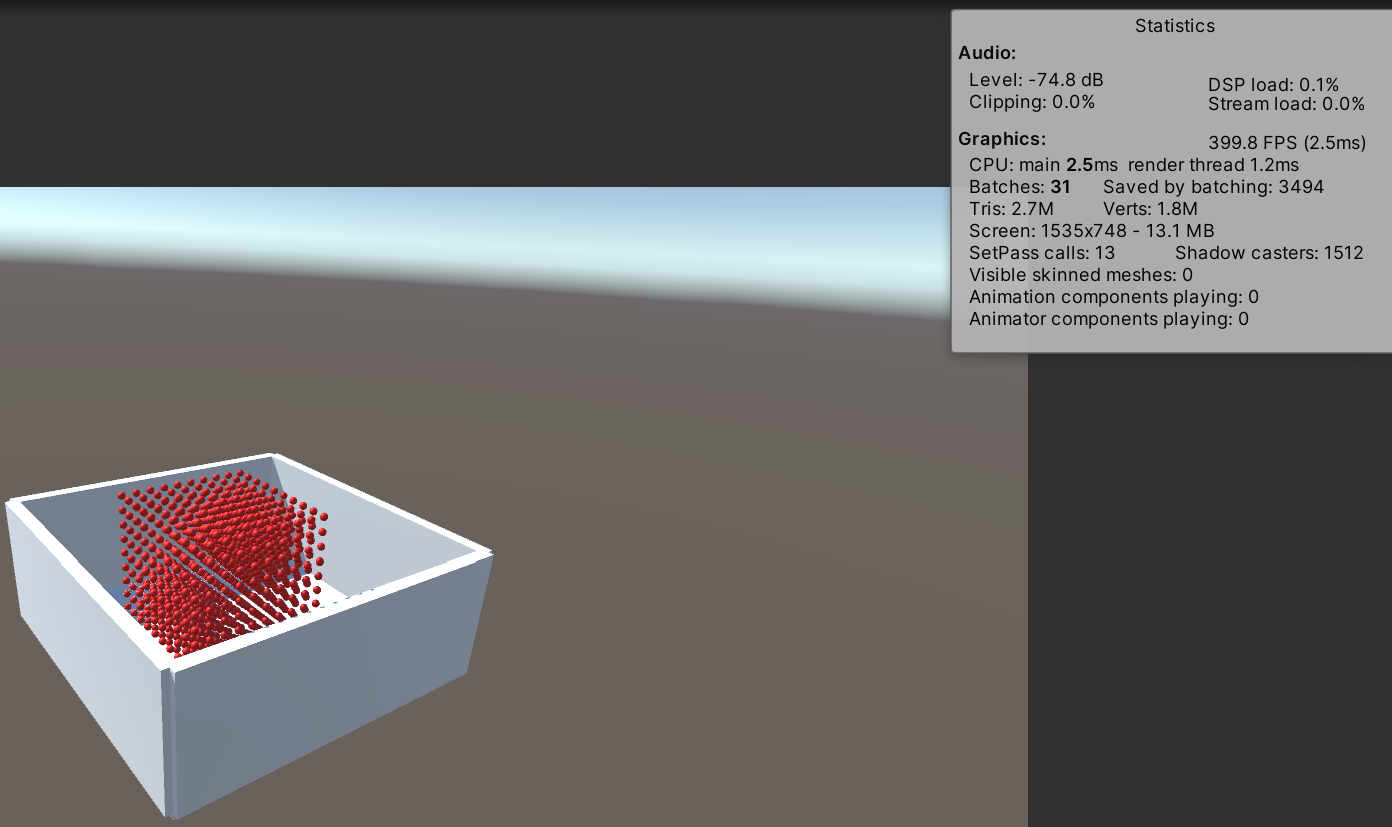 Statistics
Audio:
Level: -74.8 dB
DSP load: 0.1%
Clipping: 0.0%
Stream load: 0.0%
Graphics:
399.8 FPS (2.5ms)
CPU: main 2.5ms render thread 1.2ms
Batches: 31 Saved by batching: 3494
Tris: 2.7M Verts: 1.8M
Screen: 1535x748 - 13.1 MB
SetPass calls: 13 Shadow casters: 1512
Visible skinned meshes: 0
Animation components playing: 0
Animator components playing: 0